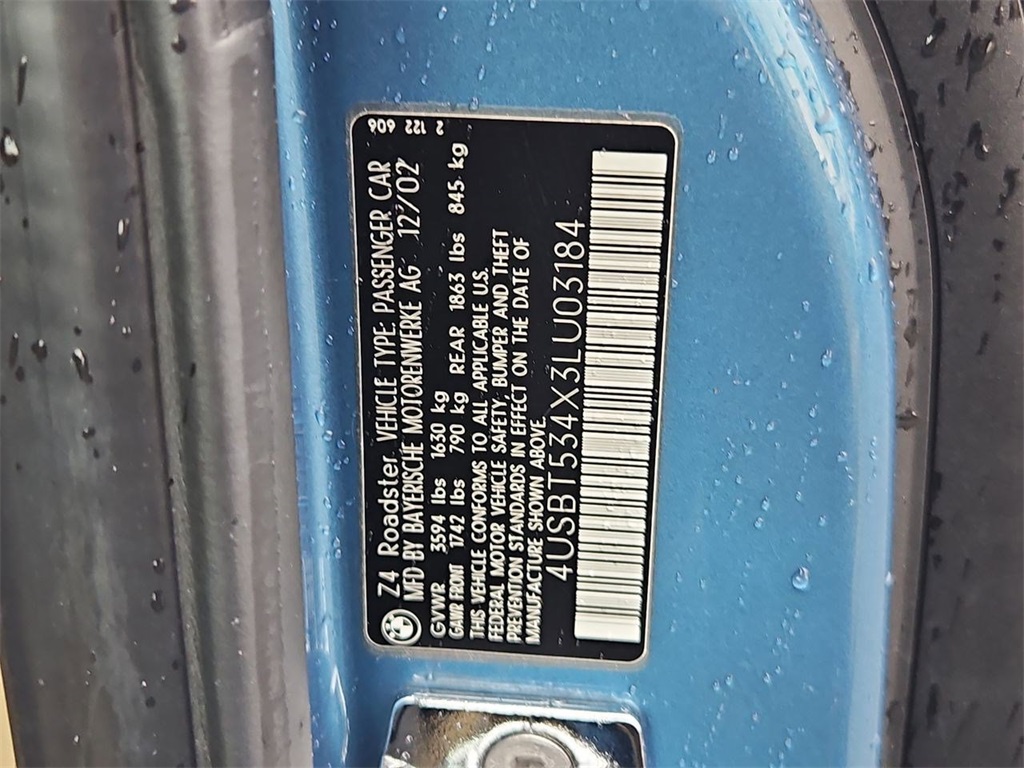 2 122 606
Z4 Roadster VEHICLE TYPE: PASSENGER CAR
MFD BY BAYERISCHE MOTORENWERKE AG 12/02
GVWR 3594 lbs 1630 kg
GAWR FRONT 1742 lbs 790 kg REAR 1863 lbs 845 kg
THIS VEHICLE CONFORMS TO ALL APPLICABLE U.S.
FEDERAL MOTOR VEHICLE SAFETY, BUMPER AND THEFT
PREVENTION STANDARDS IN EFFECT ON THE DATE OF
MANUFACTURE SHOWN ABOVE
4USBT534X3LU03184